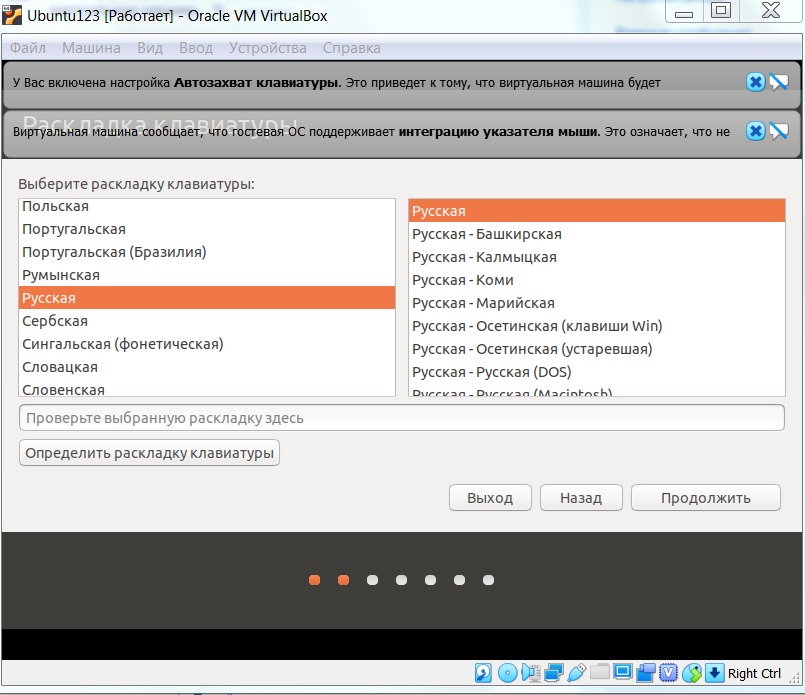 Ubuntu123 [Работает] - Oracle VM VirtualBox
Файл Машина Вид Ввод Устройства Справка
У Вас включена настройка Автозахват клавиатуры. Это приведет к тому, что виртуальная машина будет
Раскладка клавиатуры
Виртуальная машина сообщает, что гостевая ОС поддерживает интеграцию указателя мыши. Это означает, что не
Выберите раскладку клавиатуры:
Польская
Португальская
Португальская (Бразилия)
Румынская
Русская
Сербская
Сингальская (фонетическая)
Словацкая
Словенская
Русская
Русская - Башкирская
Русская - Калмыцкая
Русская - Коми
Русская - Марийская
Русская - Осетинская (клавиши Win)
Русская - Осетинская (устаревшая)
Русская - Русская (DOS)
Русская - Русская (Macintosh)
Проверьте выбранную раскладку здесь
Определить раскладку клавиатуры
Выход
Назад
Продолжить
Right Ctrl